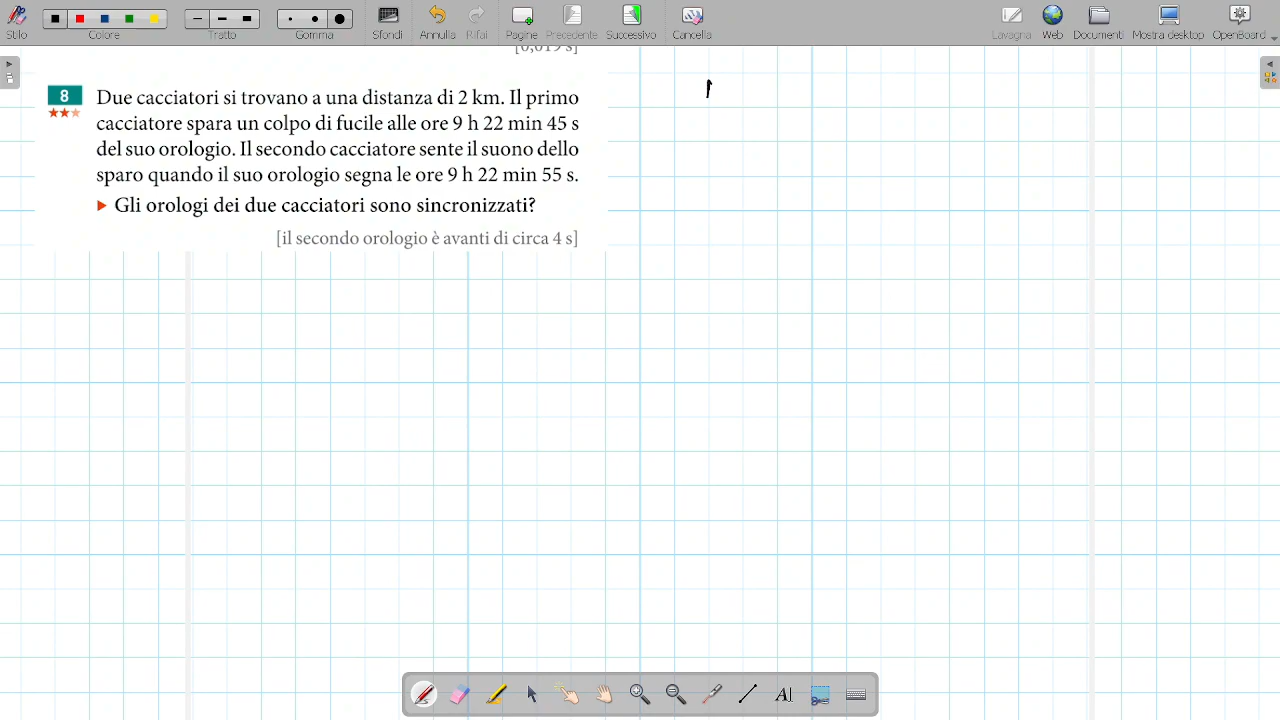 Stilo
Colore
Tratto
Gomma
Sfondi
Annulla
Rifai
Pagine
Precedente
Successivo
Cancella
Lavagna
Web
Documenti
Mostra desktop
OpenBoard
[0,019 s]
8
Due cacciatori si trovano a una distanza di 2 km. Il primo
cacciatore spara un colpo di fucile alle ore 9 h 22 min 45 s
del suo orologio. Il secondo cacciatore sente il suono dello
sparo quando il suo orologio segna le ore 9 h 22 min 55 s.
Gli orologi dei due cacciatori sono sincronizzati?
[il secondo orologio è avanti di circa 4 s]